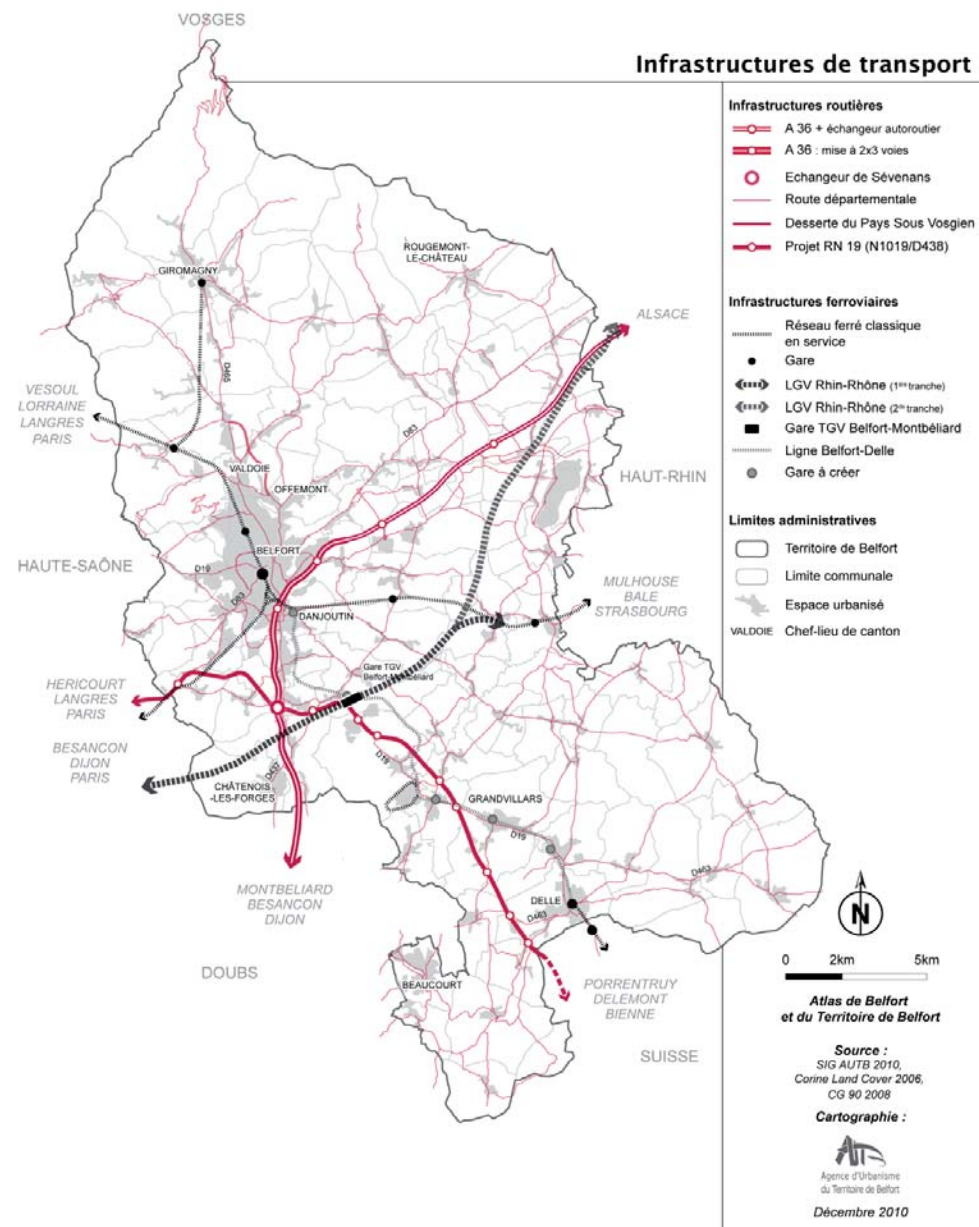 Infrastructures de transport
VOSGES
GIROMAGNY
ROUGEMONT-
LE-CHÂTEAU
ALSACE
D465
VESOUL
LORRAINE
LANGRES
PARIS
D83
VALDOIE
OFFEMONT
HAUT-RHIN
BELFORT
HAUTE-SAÔNE
D19
D83
MULHOUSE
BALE
STRASBOURG
DANJOUTIN
Gare TGV
Belfort-Montbéliard
HERICOURT
LANGRES
PARIS
BESANCON
DIJON
PARIS
D437
CHÂTENOIS
-LES-FORGES
D19
GRANDVILLARS
D19
D463
MONTBELIARD
BESANCON
DIJON
DELLE
D463
DOUBS
BEAUCOURT
PORRENTRUY
DELEMONT
BIENNE
SUISSE
Infrastructures routières
A 36 + échangeur autoroutier
A 36 : mise à 2x3 voies
Echangeur de Sévenans
Route départementale
Desserte du Pays Sous Vosgien
Projet RN 19 (N1019/D438)
Infrastructures ferroviaires
Réseau ferré classique
en service
Gare
LGV Rhin-Rhône (1ère tranche)
LGV Rhin-Rhône (2de tranche)
Gare TGV Belfort-Montbéliard
Ligne Belfort-Delle
Gare à créer
Limites administratives
Territoire de Belfort
Limite communale
Espace urbanisé
VALDOIE Chef-lieu de canton
N
0 2km 5km
Atlas de Belfort
et du Territoire de Belfort
Source :
SIG AUTB 2010,
Corine Land Cover 2006,
CG 90 2008
Cartographie :
AUTB
Agence d'Urbanisme
du Territoire de Belfort
Décembre 2010